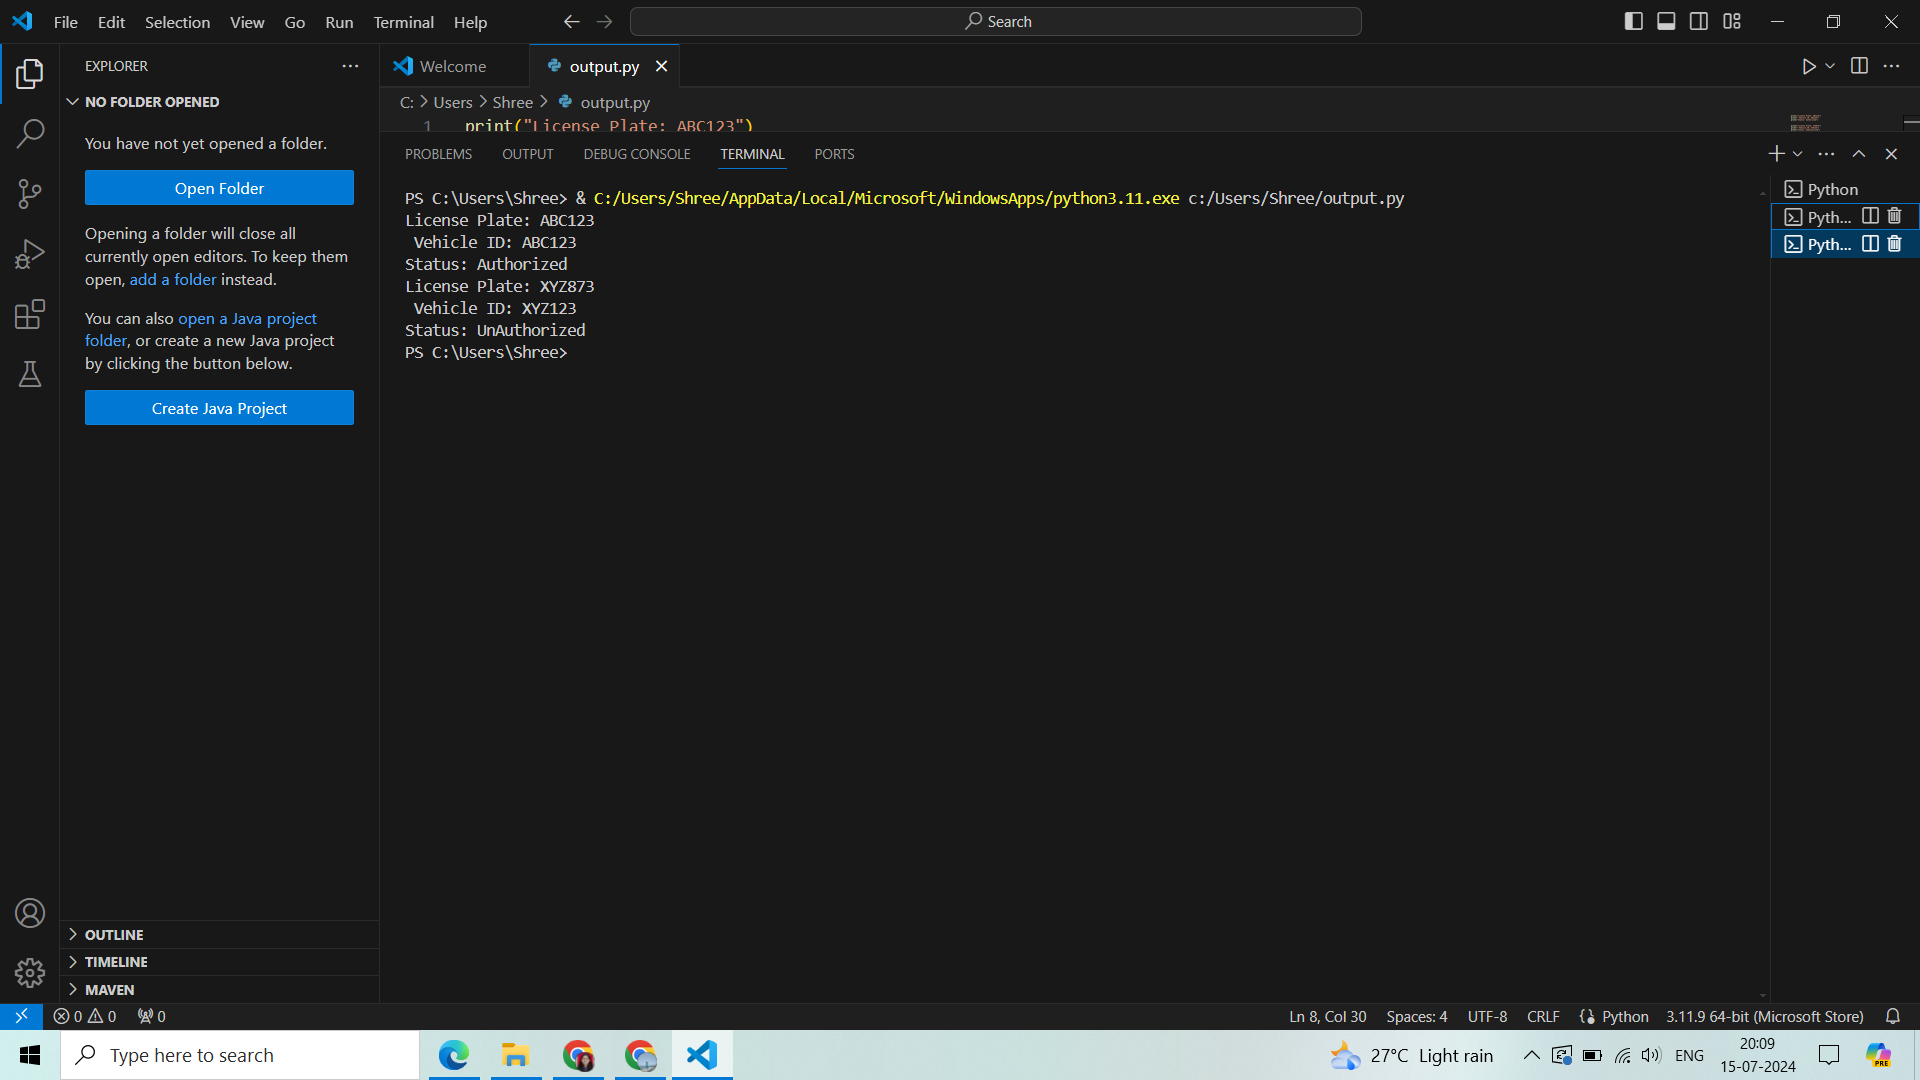 File Edit Selection View Go Run Terminal Help
Search
EXPLORER
NO FOLDER OPENED
You have not yet opened a folder.
Open Folder
Opening a folder will close all
currently open editors. To keep them
open, add a folder instead.
You can also open a Java project
folder, or create a new Java project
by clicking the button below.
Create Java Project
OUTLINE
TIMELINE
MAVEN
Welcome output.py
C: > Users > Shree > output.py
1 print("License Plate: ABC123")
PROBLEMS OUTPUT DEBUG CONSOLE TERMINAL PORTS
PS C:\Users\Shree> & C:/Users/Shree/AppData/Local/Microsoft/WindowsApps/python3.11.exe c:/Users/Shree/output.py
License Plate: ABC123
Vehicle ID: ABC123
Status: Authorized
License Plate: XYZ873
Vehicle ID: XYZ123
Status: UnAuthorized
PS C:\Users\Shree>
Python
Pyth...
Pyth...
0 0 0
Ln 8, Col 30 Spaces: 4 UTF-8 CRLF Python 3.11.9 64-bit (Microsoft Store)
Type here to search
27°C Light rain
ENG
20:09
15-07-2024
PRE